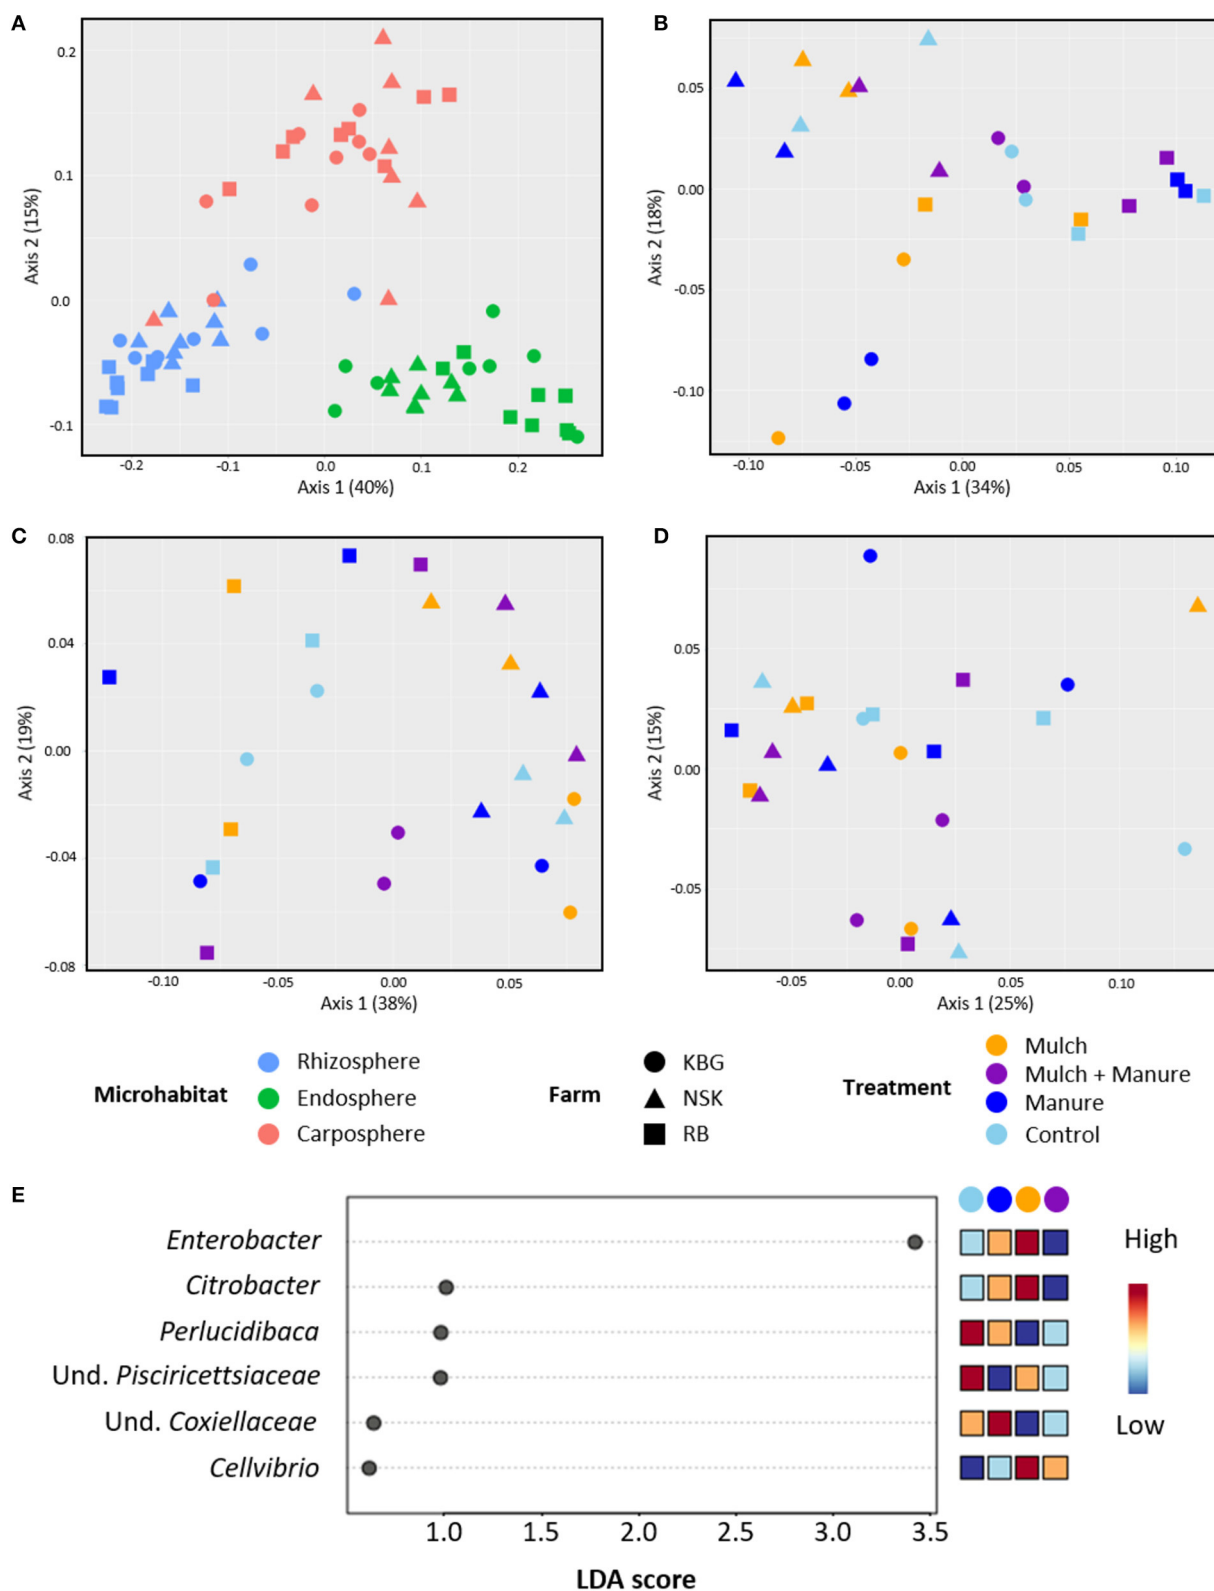 A
B
0.2
0.1
0.0
-0.1
Axis 2 (15%)
-0.2
-0.1
0.0
0.1
0.2
Axis 1 (40%)
0.05
0.00
-0.05
-0.10
Axis 2 (18%)
-0.10
-0.05
0.00
0.05
0.10
Axis 1 (34%)
C
D
0.08
0.04
0.00
-0.04
-0.08
Axis 2 (19%)
-0.10
-0.05
0.00
0.05
Axis 1 (38%)
0.05
0.00
-0.05
Axis 2 (15%)
-0.05
0.00
0.05
0.10
Axis 1 (25%)
Microhabitat
Rhizosphere
Endosphere
Carposphere
Farm
KBG
NSK
RB
Treatment
Mulch
Mulch + Manure
Manure
Control
E
Enterobacter
Citrobacter
Perlucidibaca
Und. Pisciricettsiaceae
Und. Coxiellaceae
Cellvibrio
1.0
1.5
2.0
2.5
3.0
3.5
LDA score
High
Low